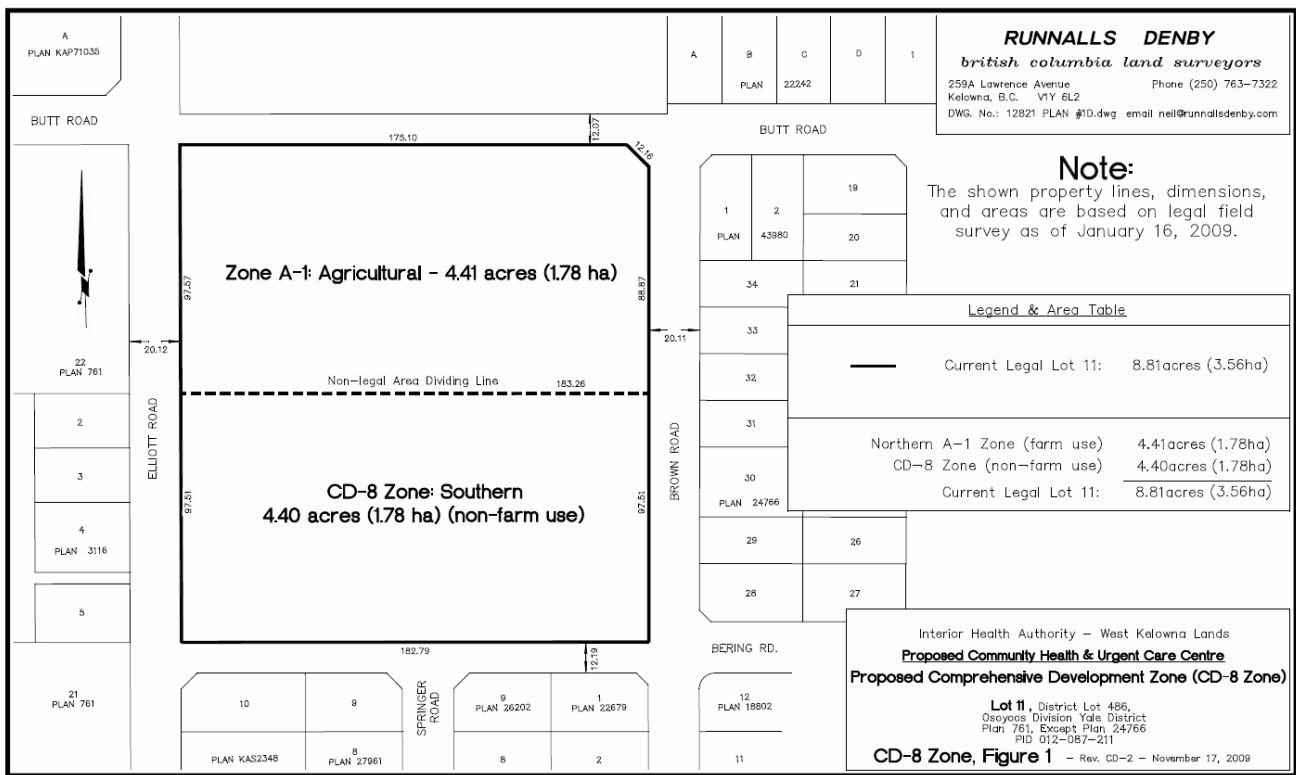 A
PLAN KAP71035
BUTT ROAD
A
B
C
D
1
PLAN 22242
BUTT ROAD
RUNNALLS DENBY
british columbia land surveyors
259A Lawrence Avenue Phone (250) 763-7322
Kelowna, B.C. V1Y 6L2
DWG. No.: 12821 PLAN #1D.dwg email neil@runnallsdenby.com
Note:
The shown property lines, dimensions,
and areas are based on legal field
survey as of January 16, 2009.
175.10
12.07
12.16
Zone A-1: Agricultural - 4.41 acres (1.78 ha)
97.57
88.87
20.12
20.11
Non-legal Area Dividing Line 183.26
CD-8 Zone: Southern
4.40 acres (1.78 ha) (non-farm use)
97.51
97.51
182.79
12.19
22
PLAN 761
2
3
4
PLAN 3116
5
21
PLAN 761
ELLIOTT ROAD
BROWN ROAD
1
2
PLAN 43980
19
20
21
34
33
32
31
30
PLAN 24766
29
26
28
27
BERING RD.
12
PLAN 18802
11
10
9
PLAN KAS2348
8
PLAN 27961
SPRINGER
ROAD
9
PLAN 26202
1
PLAN 22679
8
2
Legend & Area Table
Current Legal Lot 11: 8.81acres (3.56ha)
Northern A-1 Zone (farm use) 4.41acres (1.78ha)
CD-8 Zone (non-farm use) 4.40acres (1.78ha)
Current Legal Lot 11: 8.81acres (3.56ha)
Interior Health Authority - West Kelowna Lands
Proposed Community Health & Urgent Care Centre
Proposed Comprehensive Development Zone (CD-8 Zone)
Lot 11, District Lot 486,
Osoyoos Division Yale District
Plan 761, Except Plan 24766
PID 012-087-211
CD-8 Zone, Figure 1 - Rev. CD-2 - November 17, 2009